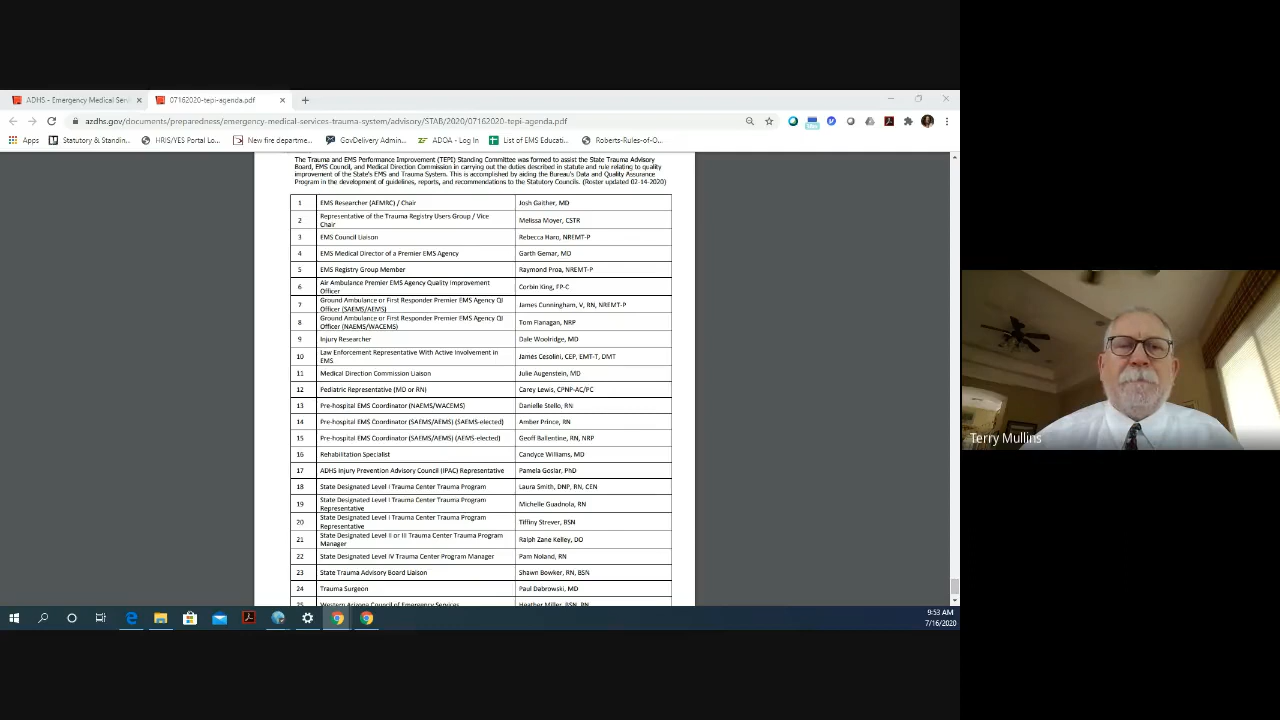 ADHS - Emergency Medical Serv
07162020-tepi-agenda.pdf
azdhs.gov/documents/preparedness/emergency-medical-services-trauma-system/advisory/STAB/2020/07162020-tepi-agenda.pdf
Apps
Statutory & Standin...
HRIS/YES Portal Lo...
New fire departme...
GovDelivery Admin...
ADOA - Log In
List of EMS Educati...
Roberts-Rules-of-O...
The Trauma and EMS Performance Improvement (TEPI) Standing Committee was formed to assist the State Trauma Advisory
Board, EMS Council, and Medical Direction Commission in carrying out the duties described in statute and rule relating to quality
improvement of the State's EMS and Trauma System. This is accomplished by aiding the Bureau's Data and Quality Assurance
Program in the development of guidelines, reports, and recommendations to the Statutory Councils. (Roster updated 02-14-2020)
1 EMS Researcher (AEMRC) / Chair Josh Gaither, MD
2 Representative of the Trauma Registry Users Group / Vice
Chair Melissa Moyer, CSTR
3 EMS Council Liaison Rebecca Haro, NREMT-P
4 EMS Medical Director of a Premier EMS Agency Garth Gemar, MD
5 EMS Registry Group Member Raymond Proa, NREMT-P
6 Air Ambulance Premier EMS Agency Quality Improvement
Officer Corbin King, FP-C
7 Ground Ambulance or First Responder Premier EMS Agency QI
Officer (SAEMS/AEMS) James Cunningham, V, RN, NREMT-P
8 Ground Ambulance or First Responder Premier EMS Agency QI
Officer (NAEMS/WACEMS) Tom Flanagan, NRP
9 Injury Researcher Dale Woolridge, MD
10 Law Enforcement Representative With Active Involvement in
EMS James Cesolini, CEP, EMT-T, DMT
11 Medical Direction Commission Liaison Julie Augenstein, MD
12 Pediatric Representative (MD or RN) Carey Lewis, CPNP-AC/PC
13 Pre-hospital EMS Coordinator (NAEMS/WACEMS) Danielle Stello, RN
14 Pre-hospital EMS Coordinator (SAEMS/AEMS) (SAEMS-elected) Amber Prince, RN
15 Pre-hospital EMS Coordinator (SAEMS/AEMS) (AEMS-elected) Geoff Ballentine, RN, NRP
16 Rehabilitation Specialist Candyce Williams, MD
17 ADHS Injury Prevention Advisory Council (IPAC) Representative Pamela Goslar, PhD
18 State Designated Level I Trauma Center Trauma Program Laura Smith, DNP, RN, CEN
19 State Designated Level I Trauma Center Trauma Program
Representative Michelle Guadnola, RN
20 State Designated Level I Trauma Center Trauma Program
Representative Tiffiny Strever, BSN
21 State Designated Level II or III Trauma Center Trauma Program
Manager Ralph Zane Kelley, DO
22 State Designated Level IV Trauma Center Program Manager Pam Noland, RN
23 State Trauma Advisory Board Liaison Shawn Bowker, RN, BSN
24 Trauma Surgeon Paul Dabrowski, MD
25 Western Arizona Council of Emergency Services Heather Miller, BSN, RN
9:53 AM
7/16/2020
Terry Mullins